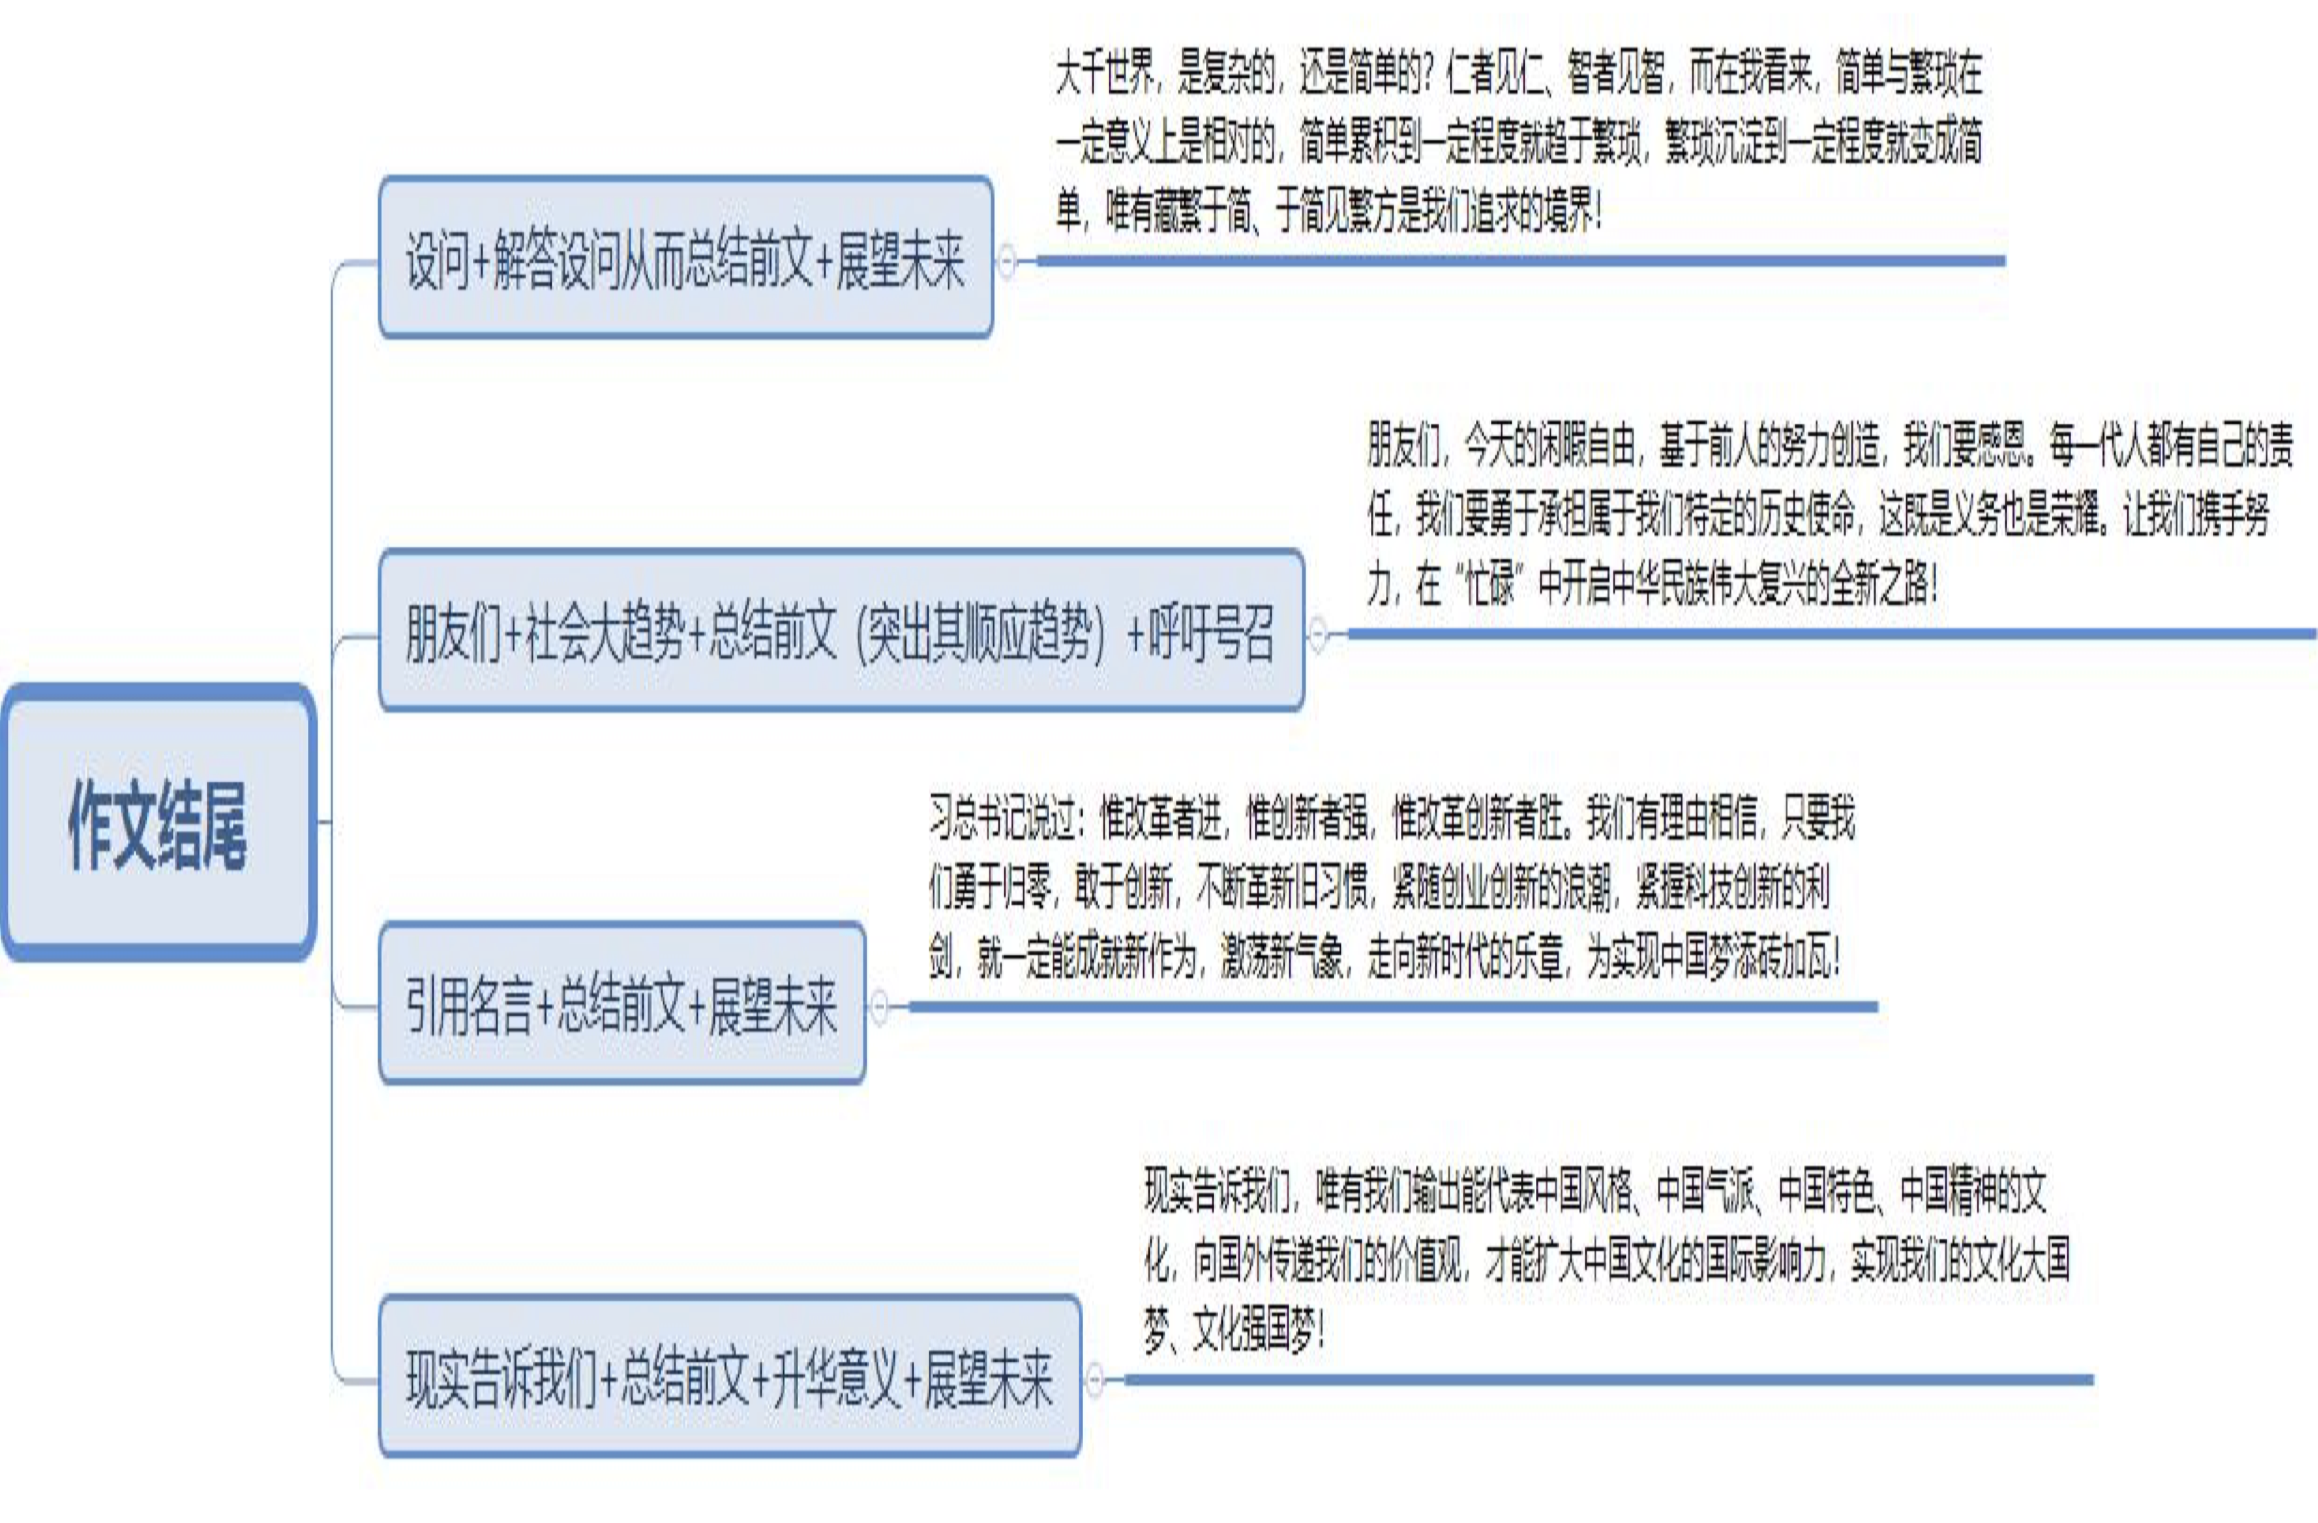 作文结尾
设问+解答设问从而总结前文+展望未来
大千世界，是复杂的，还是简单的？仁者见仁、智者见智，而在我看来，简单与繁琐在
一定意义上是相对的，简单累积到一定程度就趋于繁琐，繁琐沉淀到一定程度就变成简
单，唯有藏繁于简、于简见繁方是我们追求的境界！
朋友们+社会大趋势+总结前文（突出其顺应趋势）+呼吁号召
朋友们，今天的闲暇自由，基于前人的努力创造，我们要感恩。每一代人都有自己的责
任，我们要勇于承担属于我们特定的历史使命，这既是义务也是荣耀。让我们携手努
力，在“忙碌”中开启中华民族伟大复兴的全新之路！
引用名言+总结前文+展望未来
习总书记说过：惟改革者进，惟创新者强，惟改革创新者胜。我们有理由相信，只要我
们勇于归零，敢于创新，不断革新旧习惯，紧随创业创新的浪潮，紧握科技创新的利
剑，就一定能成就新作为，激荡新气象，走向新时代的乐章，为实现中国梦添砖加瓦！
现实告诉我们+总结前文+升华意义+展望未来
现实告诉我们，唯有我们输出能代表中国风格、中国气派、中国特色、中国精神的文
化，向国外传递我们的价值观，才能扩大中国文化的国际影响力，实现我们的文化大国
梦、文化强国梦！